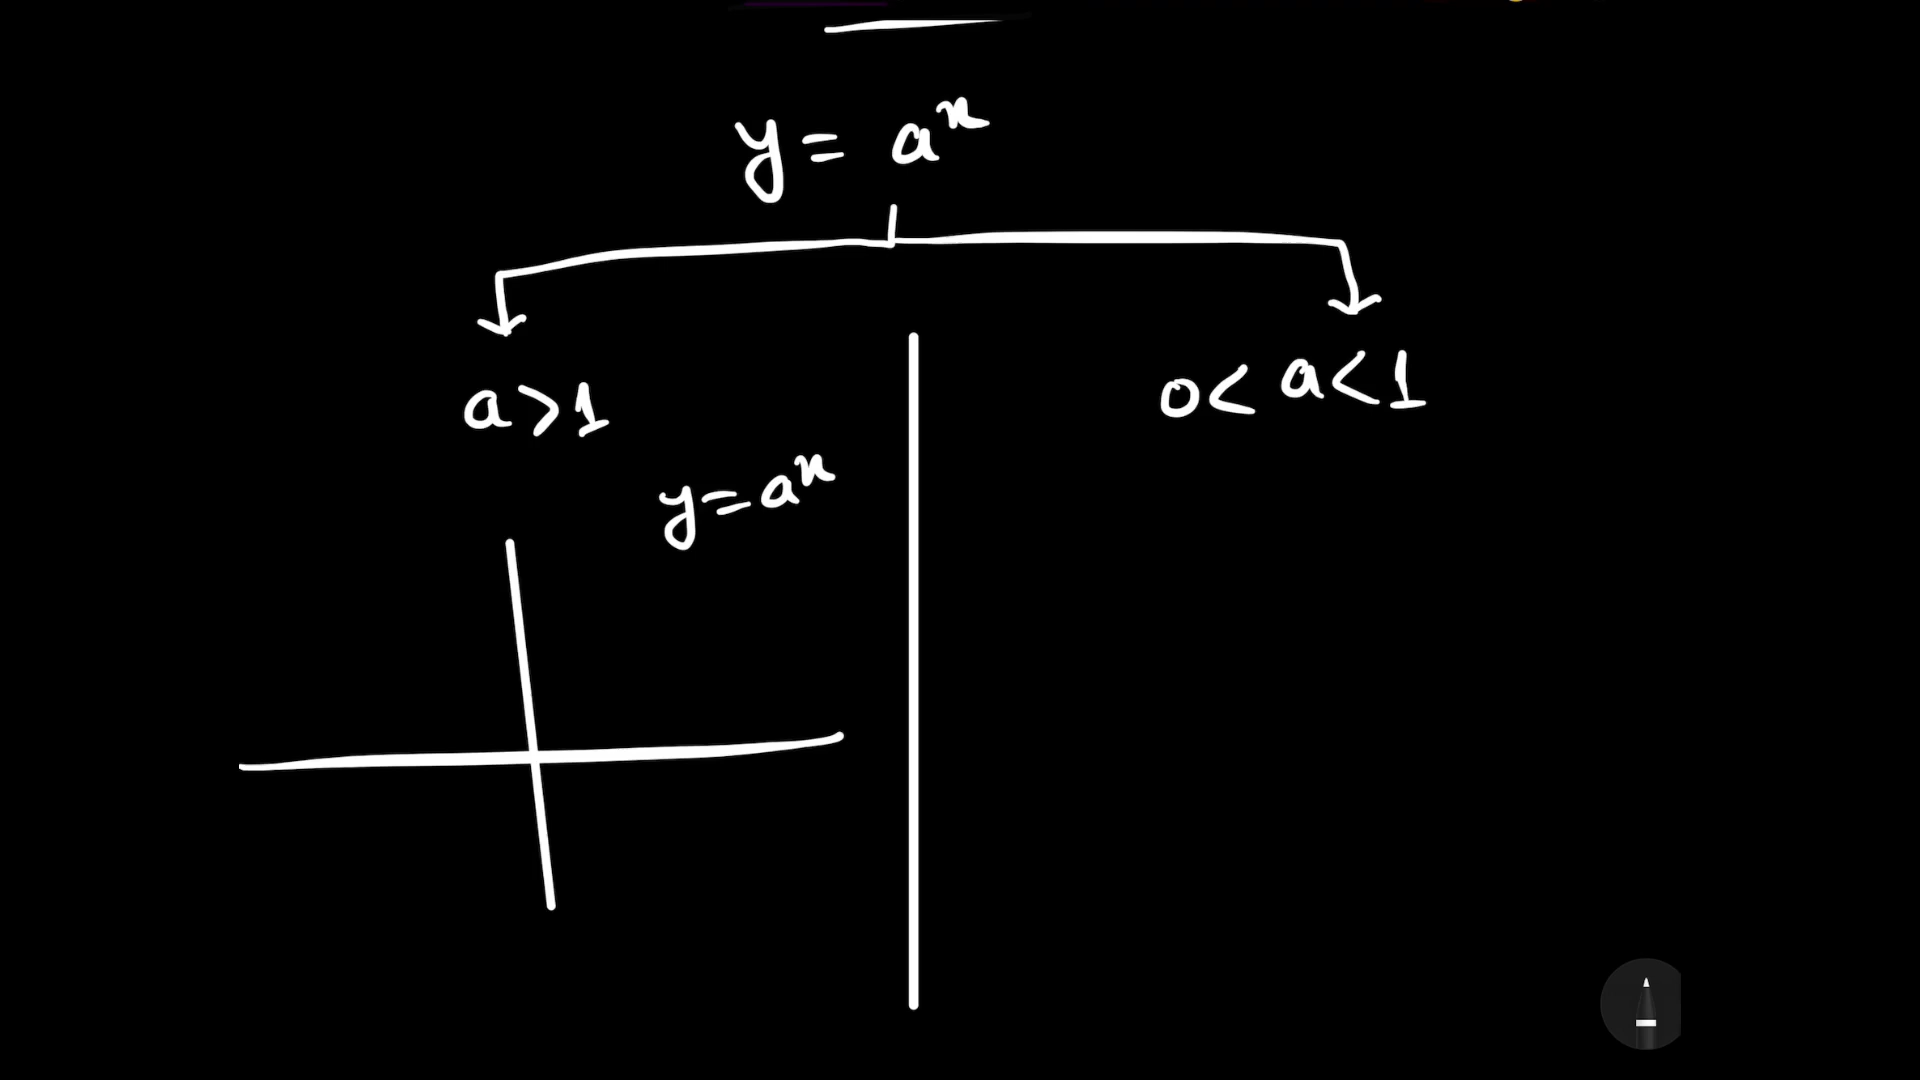 y = a^x
a>1
0< a<1
y=a^x